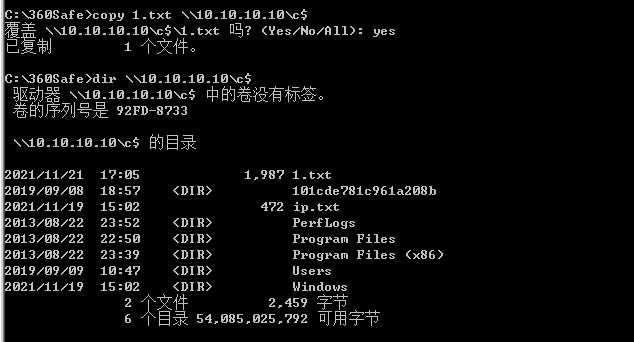 C:\360Safe>copy 1.txt \\10.10.10.10\c$
覆盖 \\10.10.10.10\c$\1.txt 吗? (Yes/No/All): yes
已复制         1 个文件。
C:\360Safe>dir \\10.10.10.10\c$
 驱动器 \\10.10.10.10\c$ 中的卷没有标签。
 卷的序列号是 92FD-8733
 \\10.10.10.10\c$ 的目录
2021/11/21  17:05             1,987 1.txt
2019/09/08  18:57    <DIR>          101cde781c961a208b
2021/11/19  15:02               472 ip.txt
2013/08/22  23:52    <DIR>          PerfLogs
2013/08/22  22:50    <DIR>          Program Files
2013/08/22  23:39    <DIR>          Program Files (x86)
2019/09/09  10:47    <DIR>          Users
2021/11/19  15:02    <DIR>          Windows
               2 个文件          2,459 字节
               6 个目录 54,085,025,792 可用字节